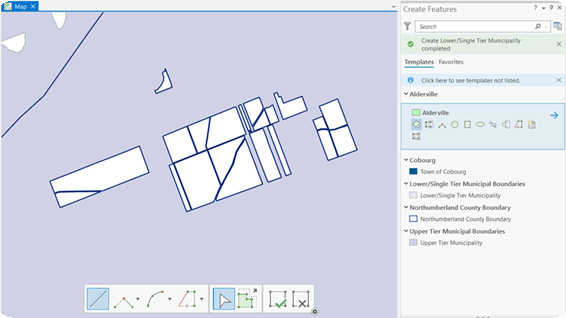 Map
Create Features
Search
Create Lower/Single Tier Municipality
completed
Templates Favorites
Click here to see templates not listed.
Alderville
Alderville
Cobourg
Town of Cobourg
Lower/Single Tier Municipal Boundaries
Lower/Single Tier Municipality
Northumberland County Boundary
Northumberland County Boundary
Upper Tier Municipal Boundaries
Upper Tier Municipality